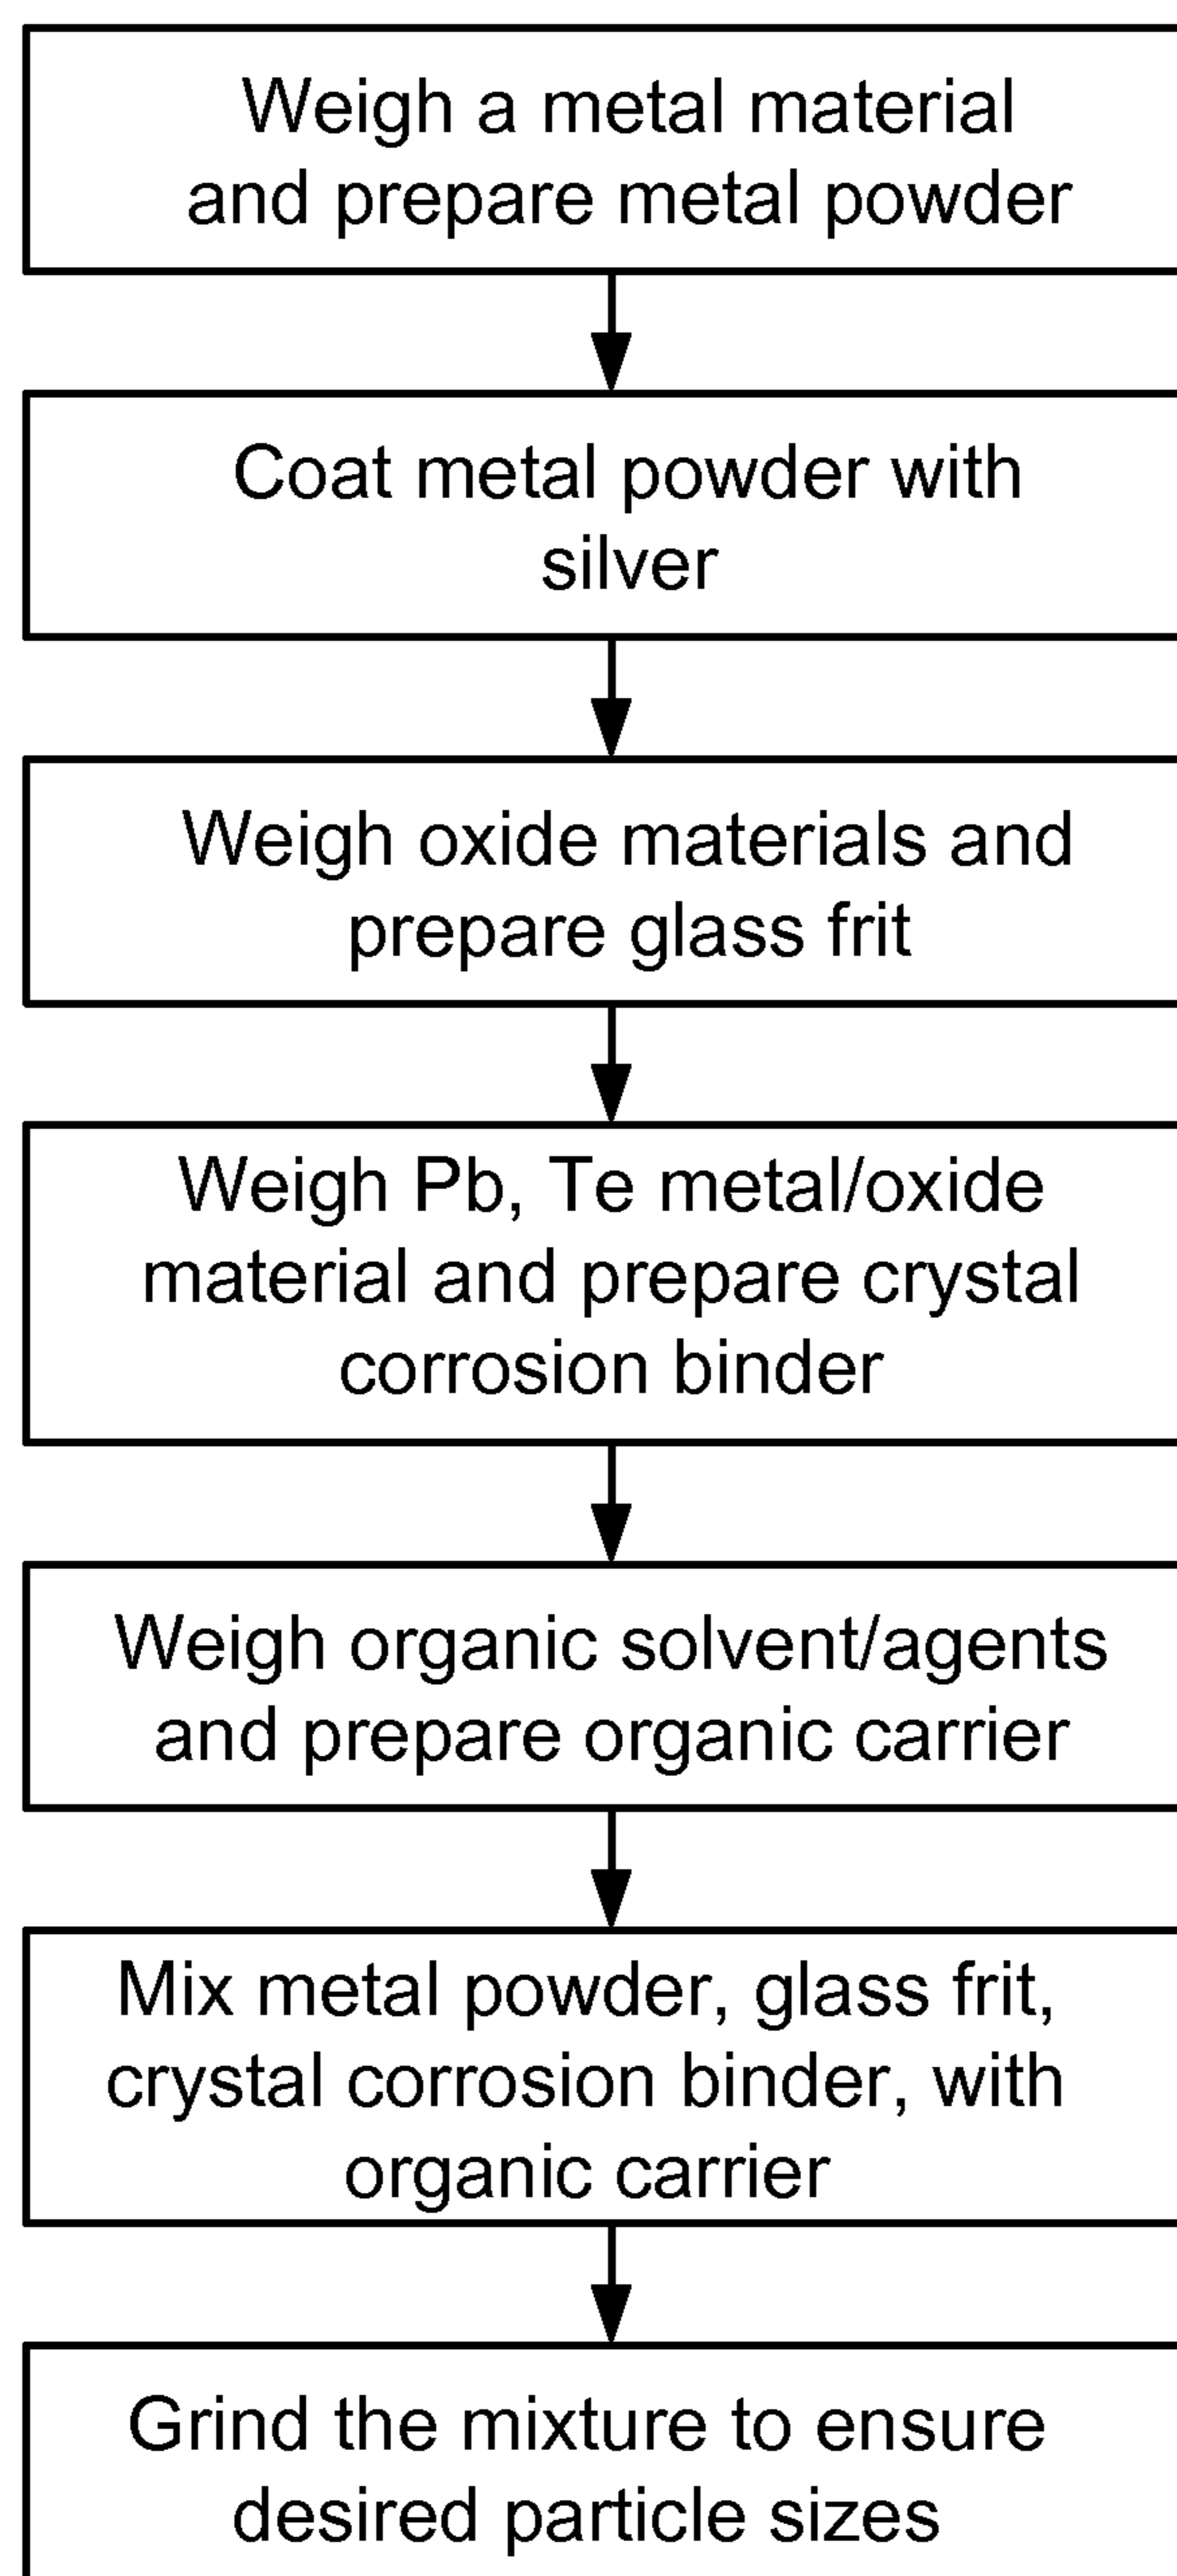 Weigh a metal material
and prepare metal powder
Coat metal powder with
silver
Weigh oxide materials and
prepare glass frit
Weigh Pb, Te metal/oxide
material and prepare crystal
corrosion binder
Weigh organic solvent/agents
and prepare organic carrier
Mix metal powder, glass frit,
crystal corrosion binder, with
organic carrier
Grind the mixture to ensure
desired particle sizes